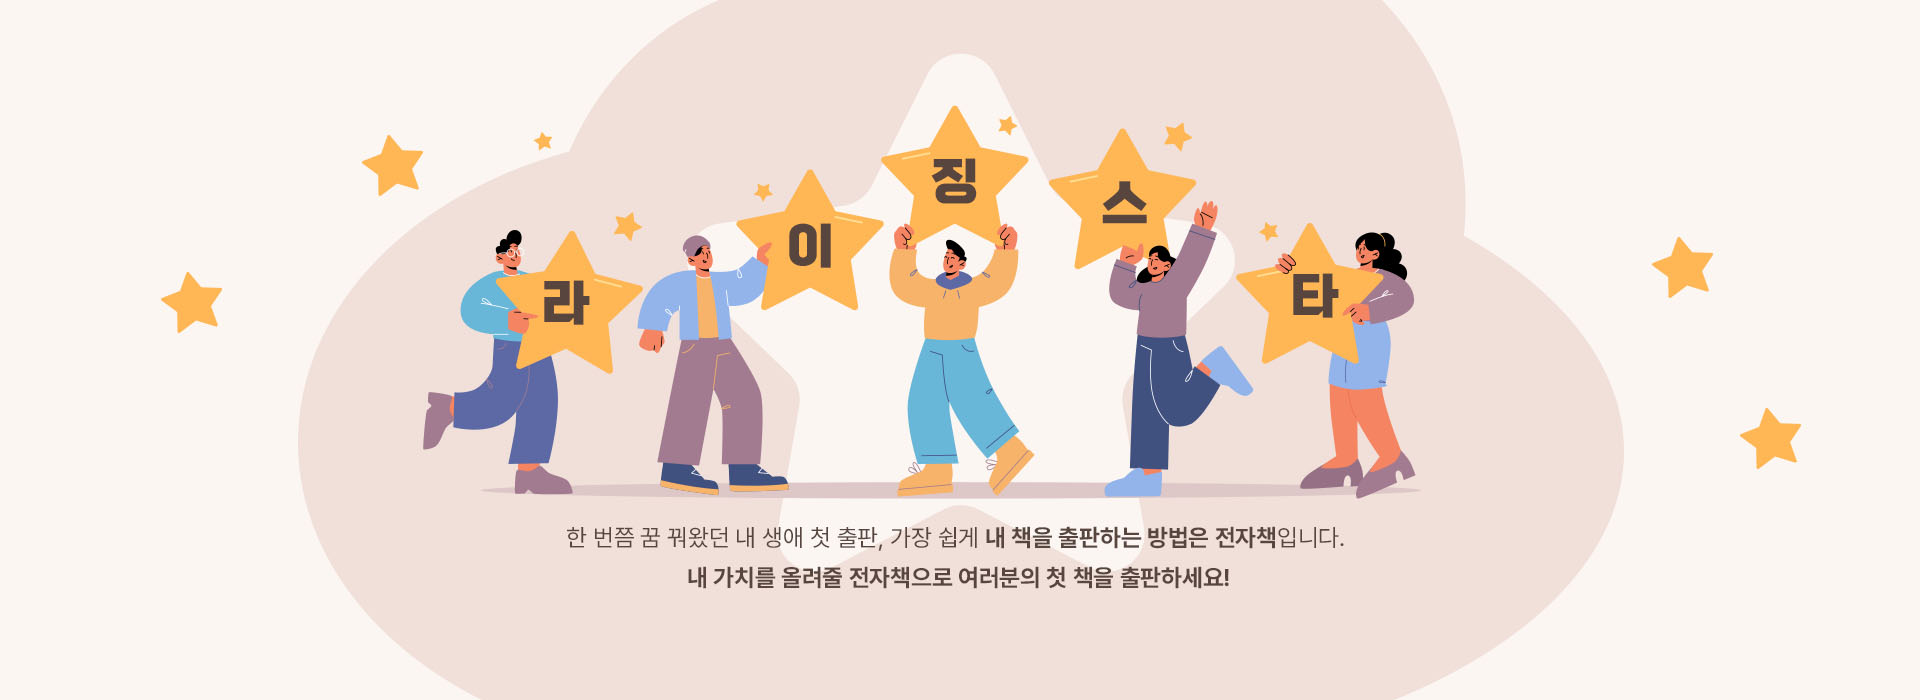 라이징스타
한 번쯤 꿈 꿔왔던 내 생애 첫 출판, 가장 쉽게 내 책을 출판하는 방법은 전자책입니다.
내 가치를 올려줄 전자책으로 여러분의 첫 책을 출판하세요!